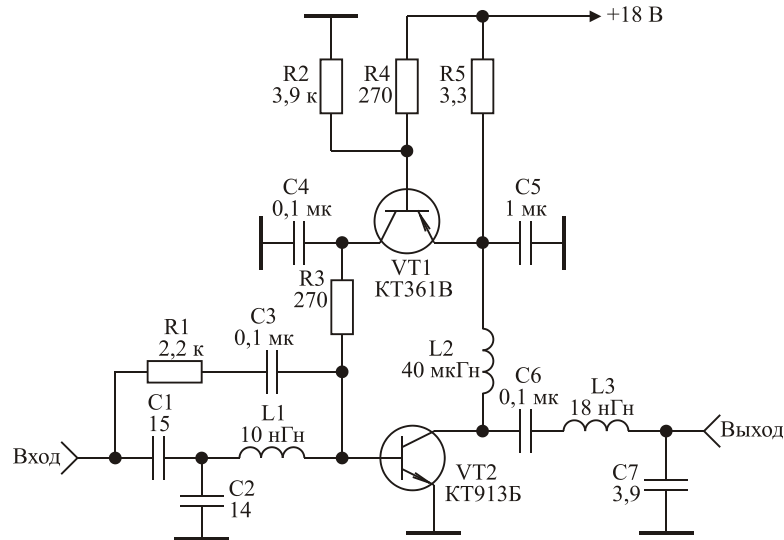 +18 В
R2
3,9 к
R4
270
R5
3,3
C4
0,1 мк
C5
1 мк
VT1
КТ361В
R3
270
C3
0,1 мк
R1
2,2 к
L2
40 мкГн
C6
0,1 мк
L3
18 нГн
C1
15
L1
10 нГн
Вход
Выход
C2
14
VT2
КТ913Б
C7
3,9